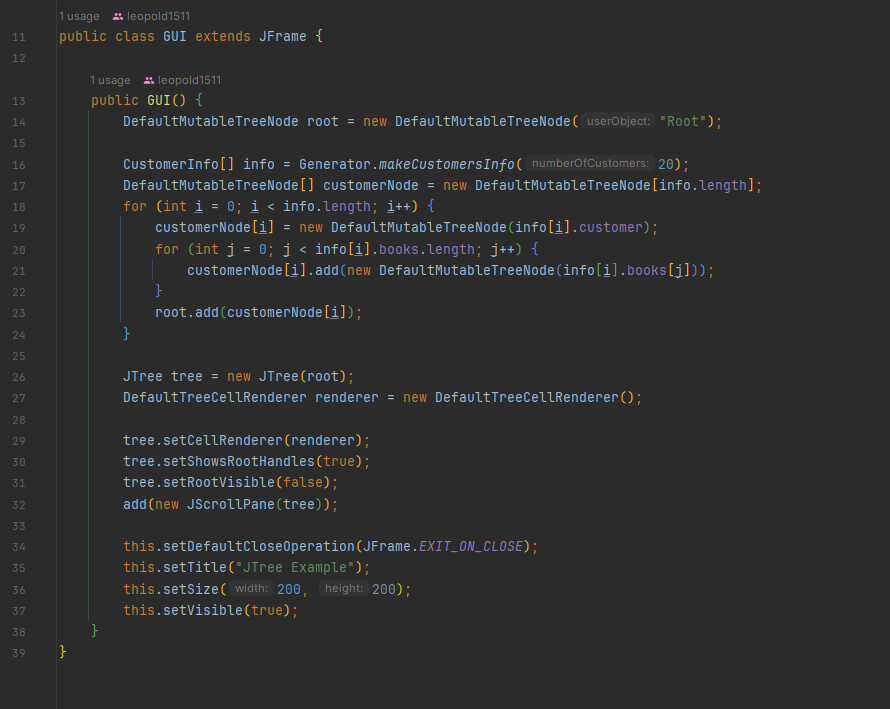 1 usage leopold1511
11 public class GUI extends JFrame {
12
1 usage leopold1511
13 public GUI() {
14 DefaultMutableTreeNode root = new DefaultMutableTreeNode( userObject: "Root");
15
16 CustomerInfo[] info = Generator.makeCustomersInfo( numberOfCustomers: 20);
17 DefaultMutableTreeNode[] customerNode = new DefaultMutableTreeNode[info.length];
18 for (int i = 0; i < info.length; i++) {
19 customerNode[i] = new DefaultMutableTreeNode(info[i].customer);
20 for (int j = 0; j < info[i].books.length; j++) {
21 customerNode[i].add(new DefaultMutableTreeNode(info[i].books[j]));
22 }
23 root.add(customerNode[i]);
24 }
25
26 JTree tree = new JTree(root);
27 DefaultTreeCellRenderer renderer = new DefaultTreeCellRenderer();
28
29 tree.setCellRenderer(renderer);
30 tree.setShowsRootHandles(true);
31 tree.setRootVisible(false);
32 add(new JScrollPane(tree));
33
34 this.setDefaultCloseOperation(JFrame.EXIT_ON_CLOSE);
35 this.setTitle("JTree Example");
36 this.setSize( width: 200, height: 200);
37 this.setVisible(true);
38 }
39 }